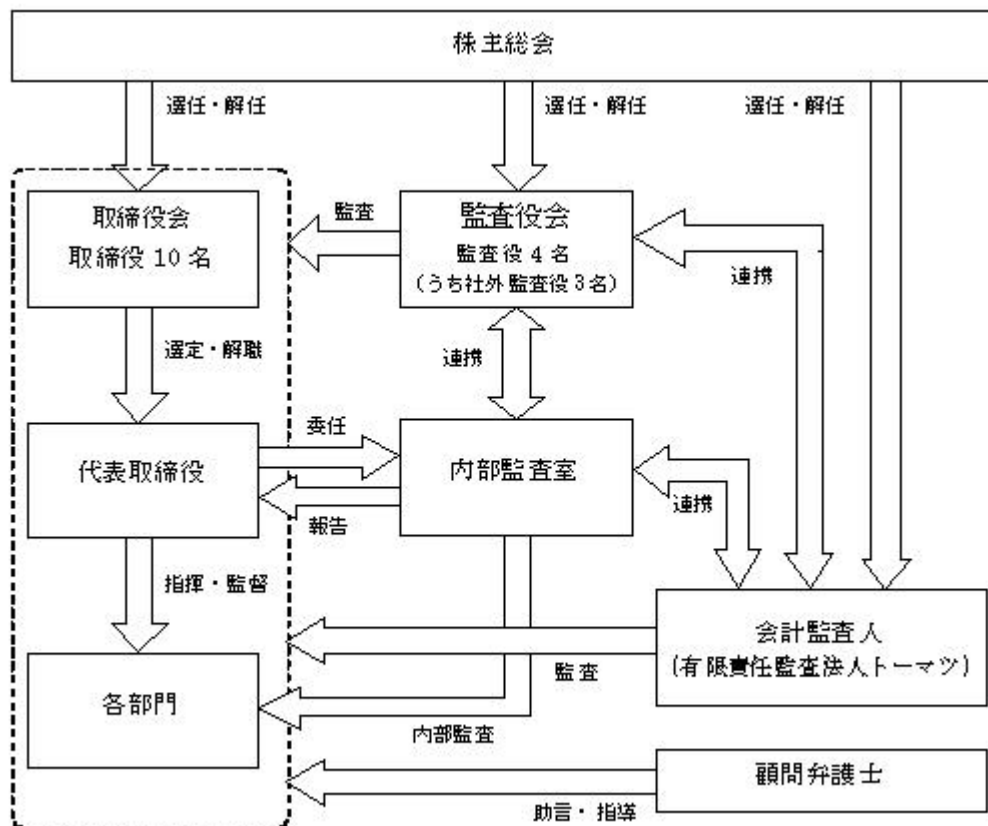 株主総会
選任・解任
選任・解任
選任・解任
取締役会
取締役 10 名
監査
監査役会
監査役 4 名
(うち社外監査役 3 名)
連携
選定・解職
連携
代表取締役
委任
報告
内部監査室
連携
指揮・監督
会計監査人
(有限責任監査法人トーマツ)
監査
各部門
内部監査
顧問弁護士
助言・指導